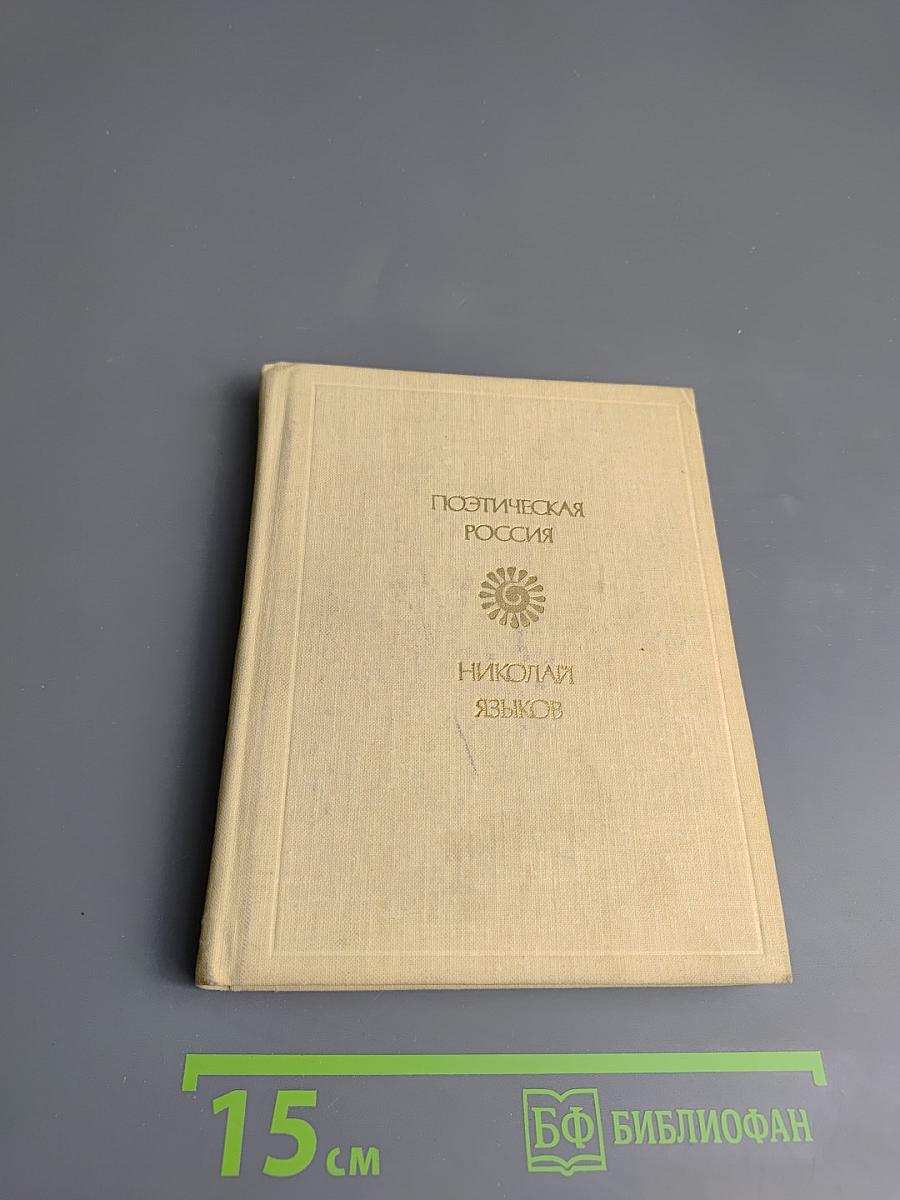 ПОЭТИЧЕСКАЯ
РОССИЯ
НИКОЛАЙ
ЯЗЫКОВ
15 см
БФ БИБЛИОФАН